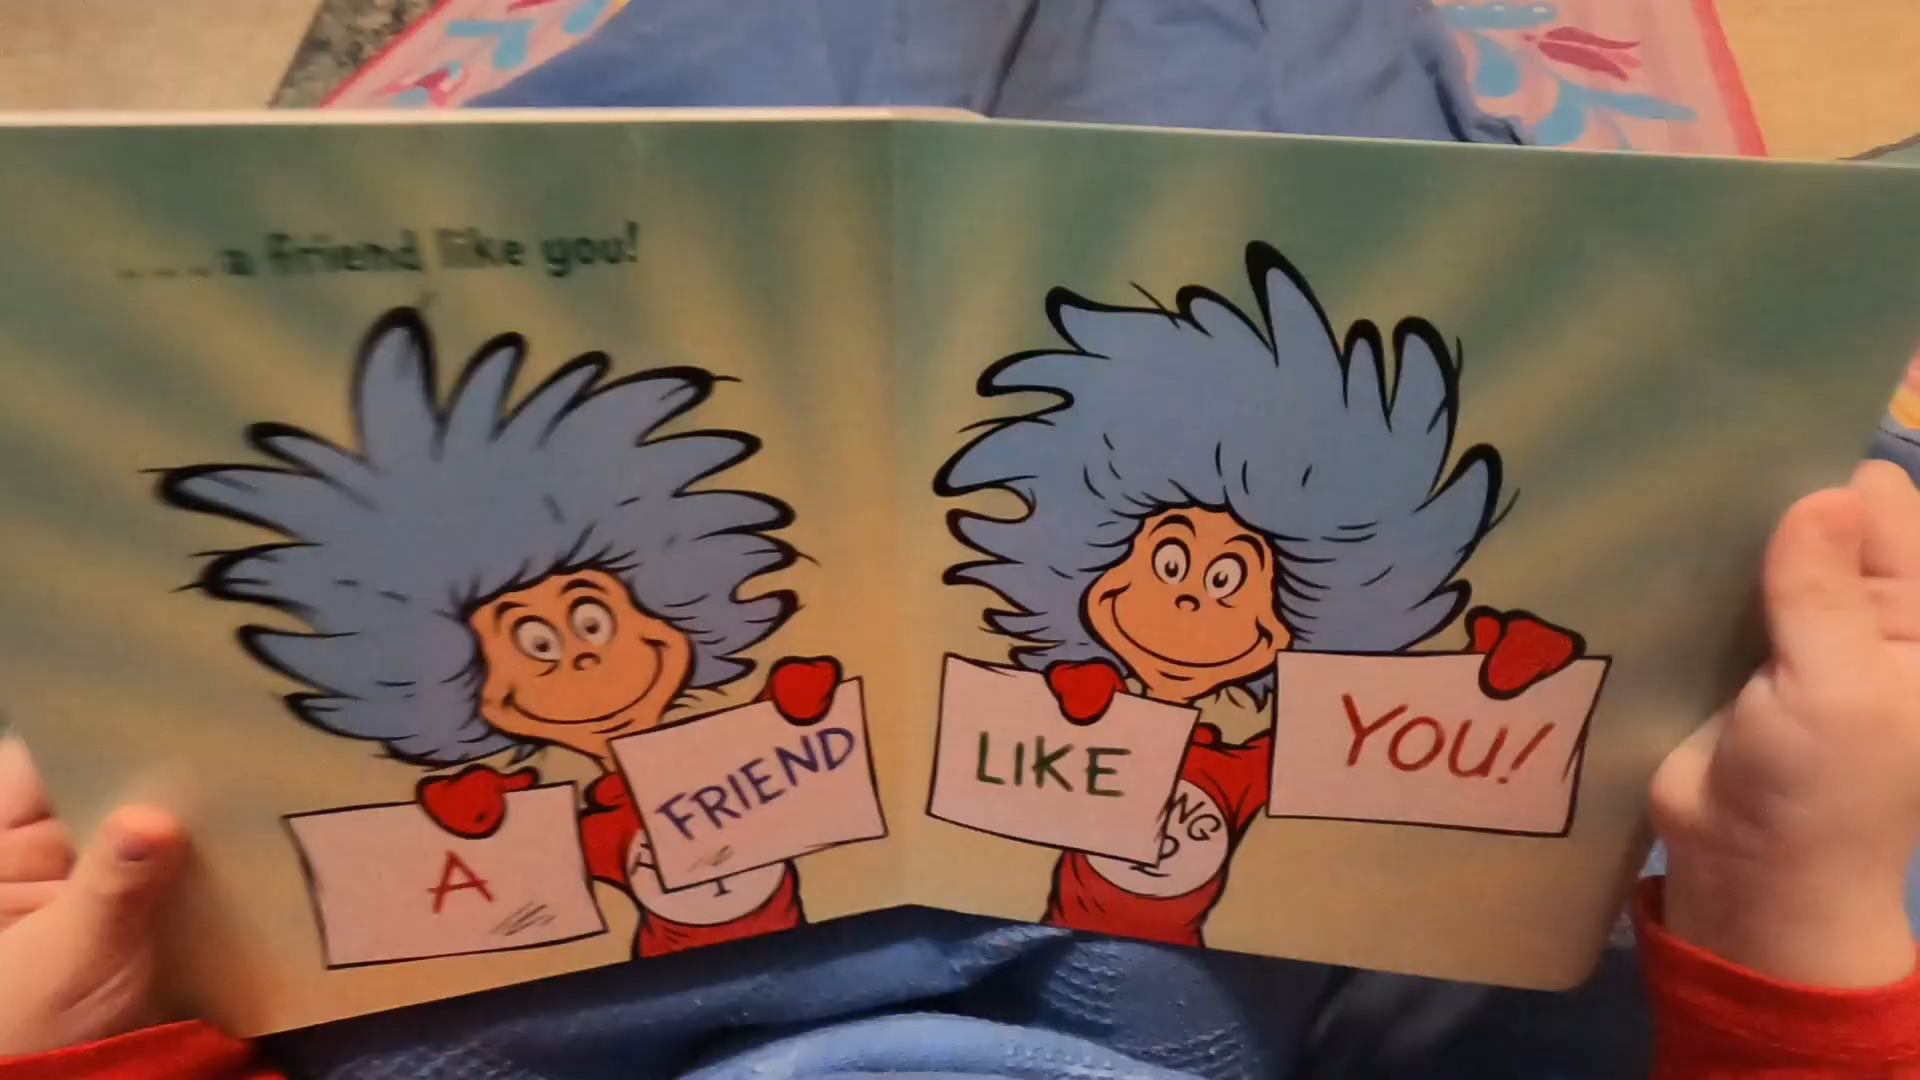 . . . a friend like you!
A
FRIEND
LIKE
YOU!